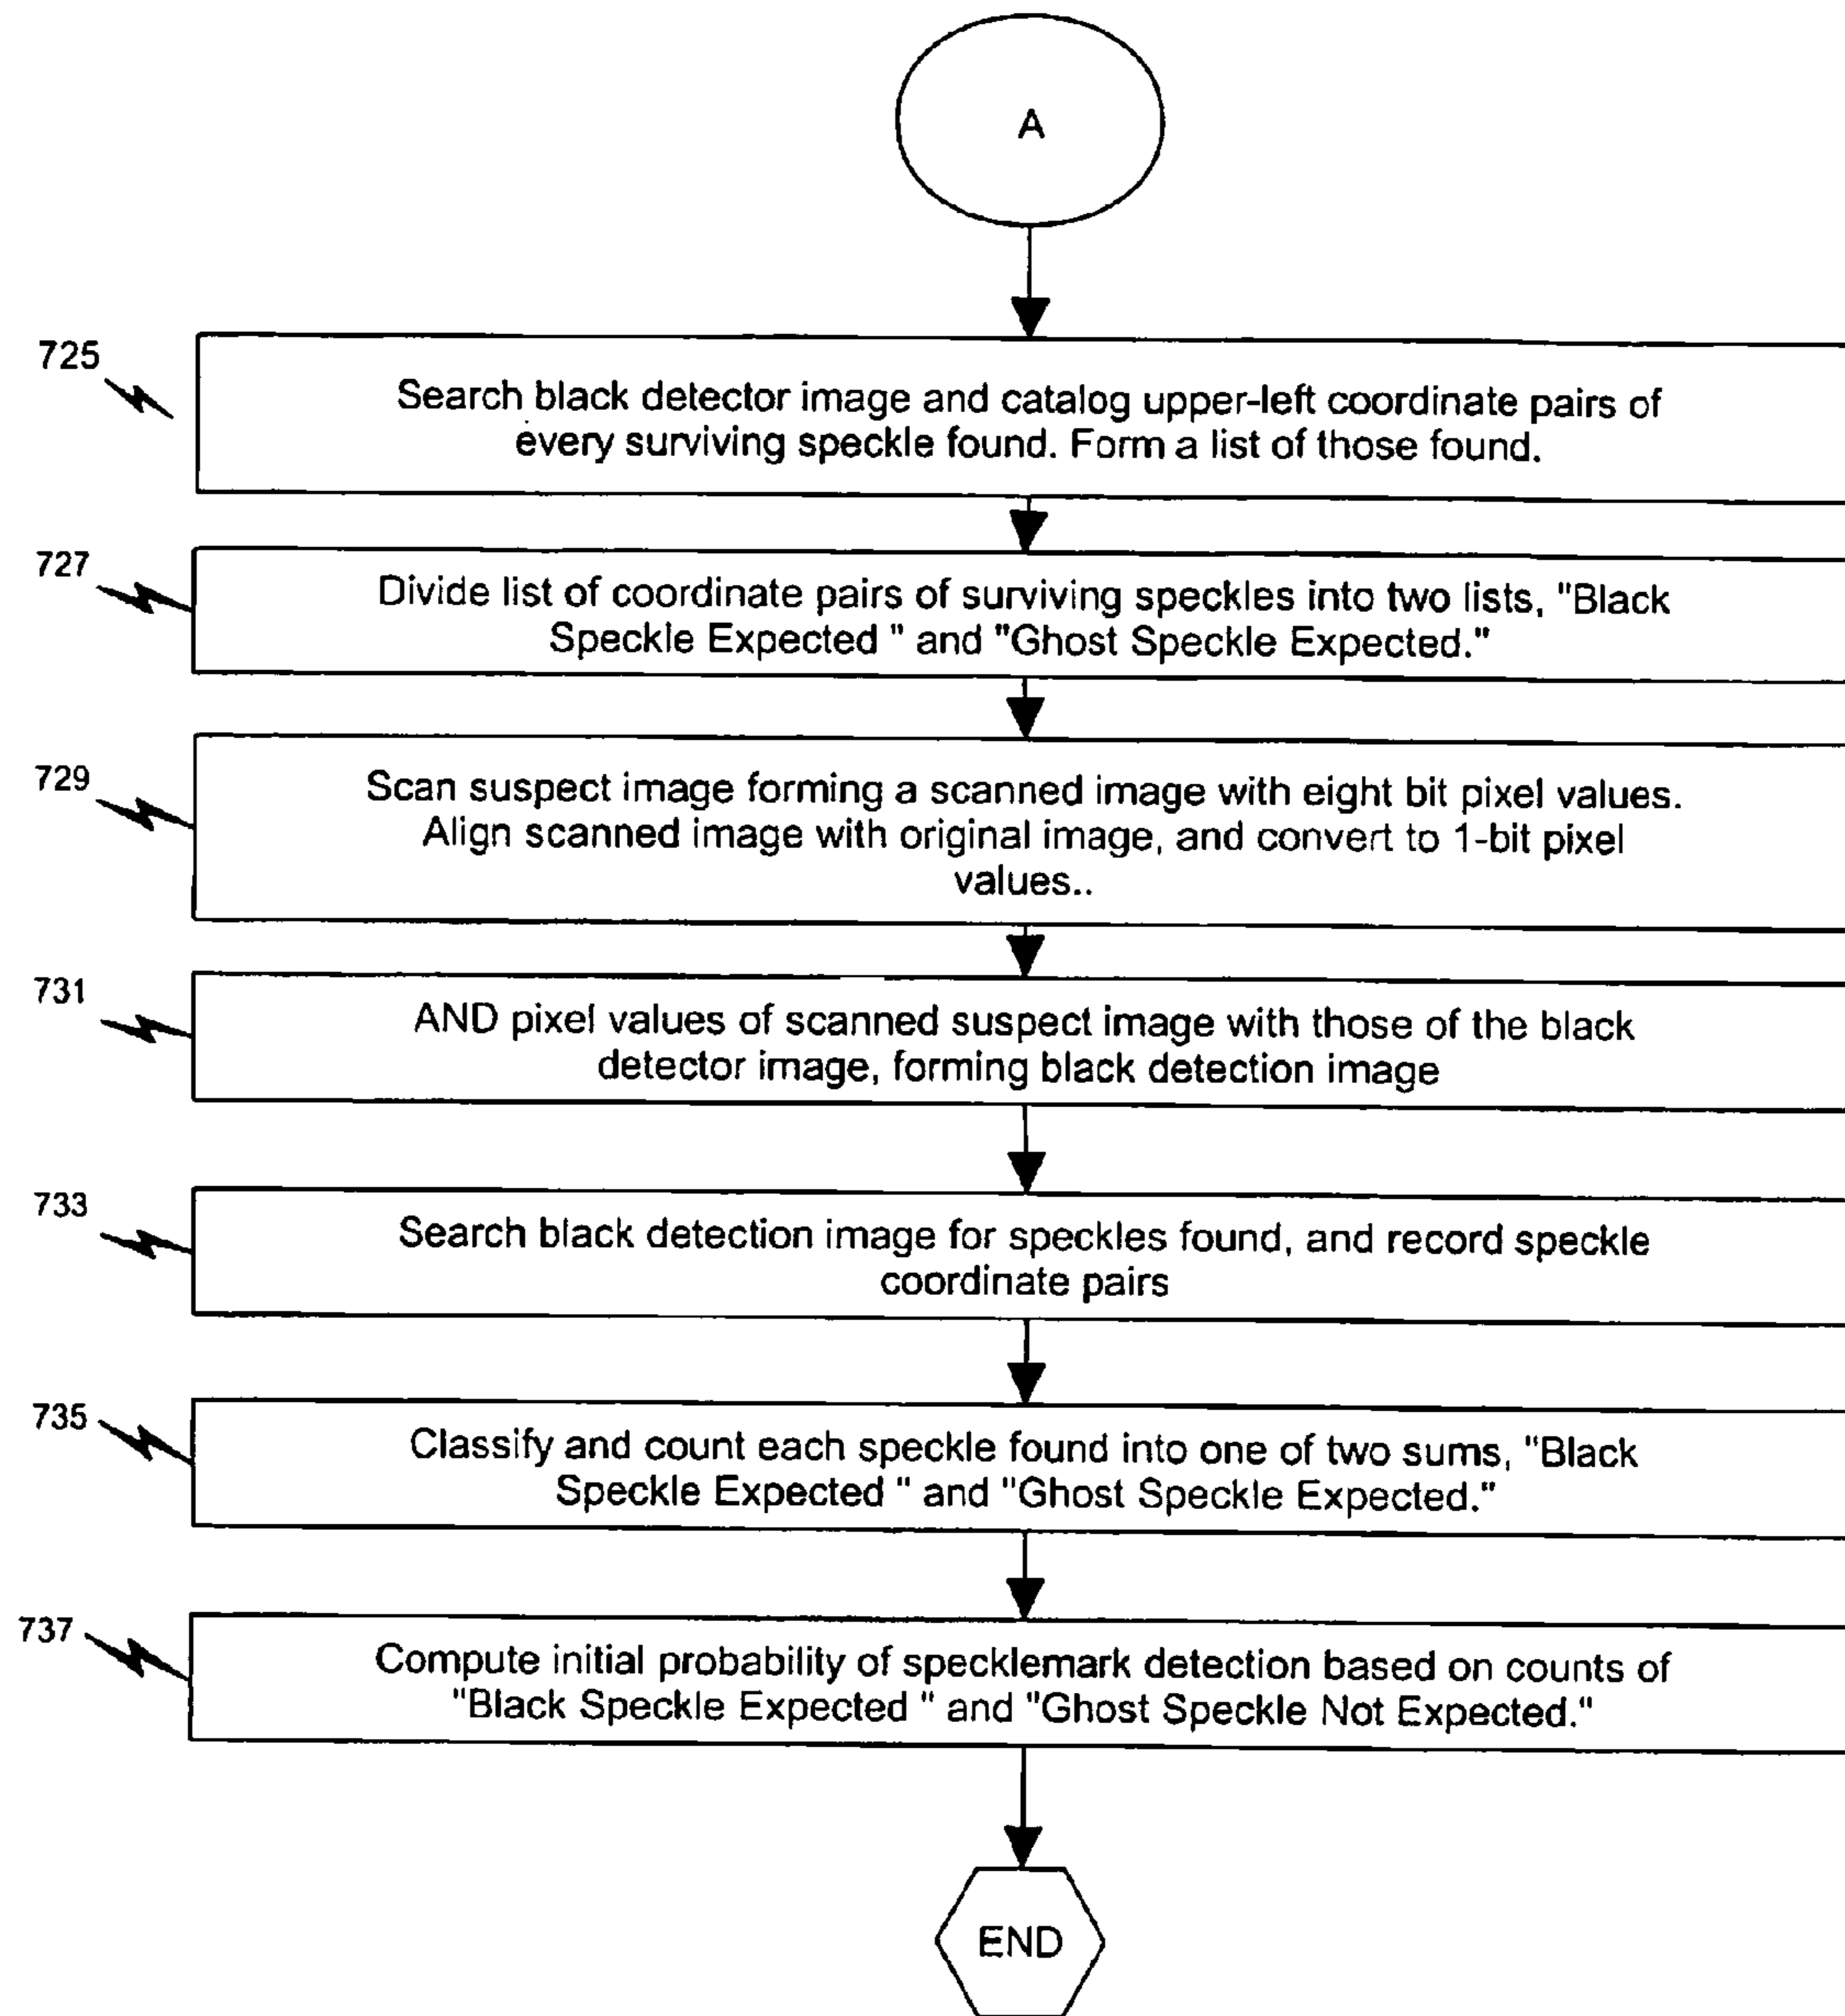 A
725
Search black detector image and catalog upper-left coordinate pairs of
every surviving speckle found. Form a list of those found.
727
Divide list of coordinate pairs of surviving speckles into two lists, "Black
Speckle Expected " and "Ghost Speckle Expected."
729
Scan suspect image forming a scanned image with eight bit pixel values.
Align scanned image with original image, and convert to 1-bit pixel
values..
731
AND pixel values of scanned suspect image with those of the black
detector image, forming black detection image
733
Search black detection image for speckles found, and record speckle
coordinate pairs
735
Classify and count each speckle found into one of two sums, "Black
Speckle Expected " and "Ghost Speckle Expected."
737
Compute initial probability of specklemark detection based on counts of
"Black Speckle Expected " and "Ghost Speckle Not Expected."
END